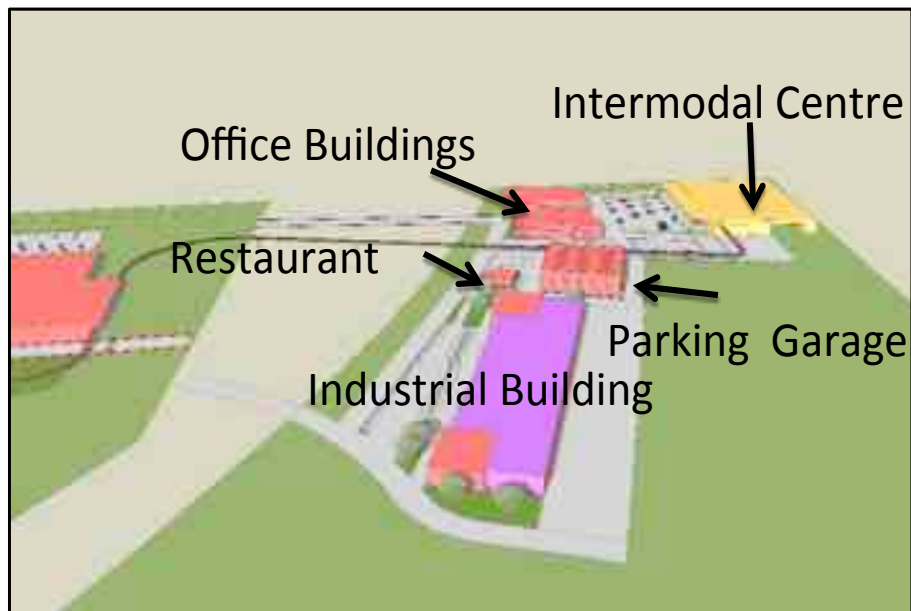 Intermodal Centre
Office Buildings
Restaurant
Parking Garage
Industrial Building